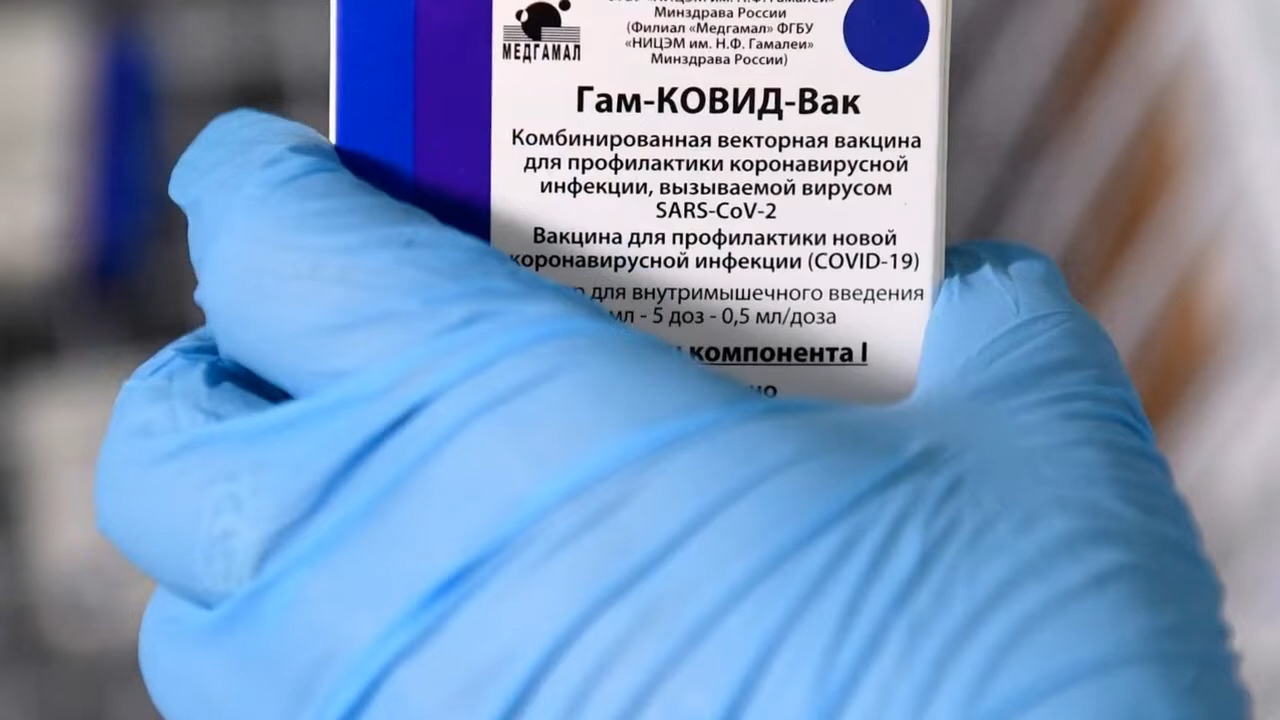 МЕДГАМАЛ
Минздрава России
(Филиал «Медгамал» ФГБУ
«НИЦЭМ им. Н.Ф. Гамалеи»
Минздрава России)
Гам-КОВИД-Вак
Комбинированная векторная вакцина
для профилактики коронавирусной
инфекции, вызываемой вирусом
SARS-CoV-2
Вакцина для профилактики новой
коронавирусной инфекции (COVID-19)
для внутримышечного введения
мл - 5 доз - 0,5 мл/доза
компонента I